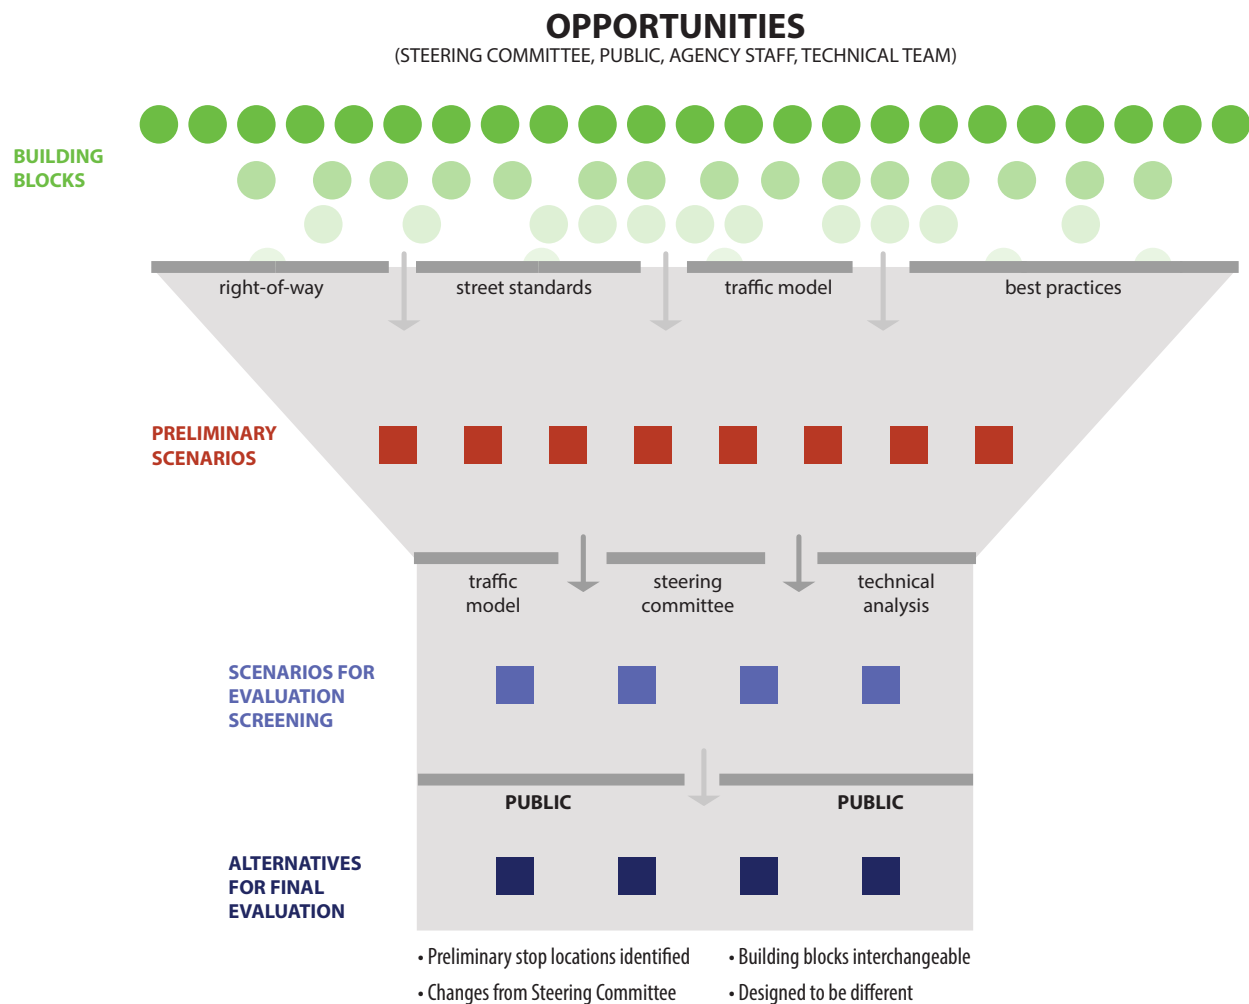 OPPORTUNITIES
(STEERING COMMITTEE, PUBLIC, AGENCY STAFF, TECHNICAL TEAM)
BUILDING
BLOCKS
right-of-way
street standards
traffic model
best practices
PRELIMINARY
SCENARIOS
traffic
model
steering
committee
technical
analysis
SCENARIOS FOR
EVALUATION
SCREENING
PUBLIC
PUBLIC
ALTERNATIVES
FOR FINAL
EVALUATION
• Preliminary stop locations identified
• Changes from Steering Committee
• Building blocks interchangeable
• Designed to be different